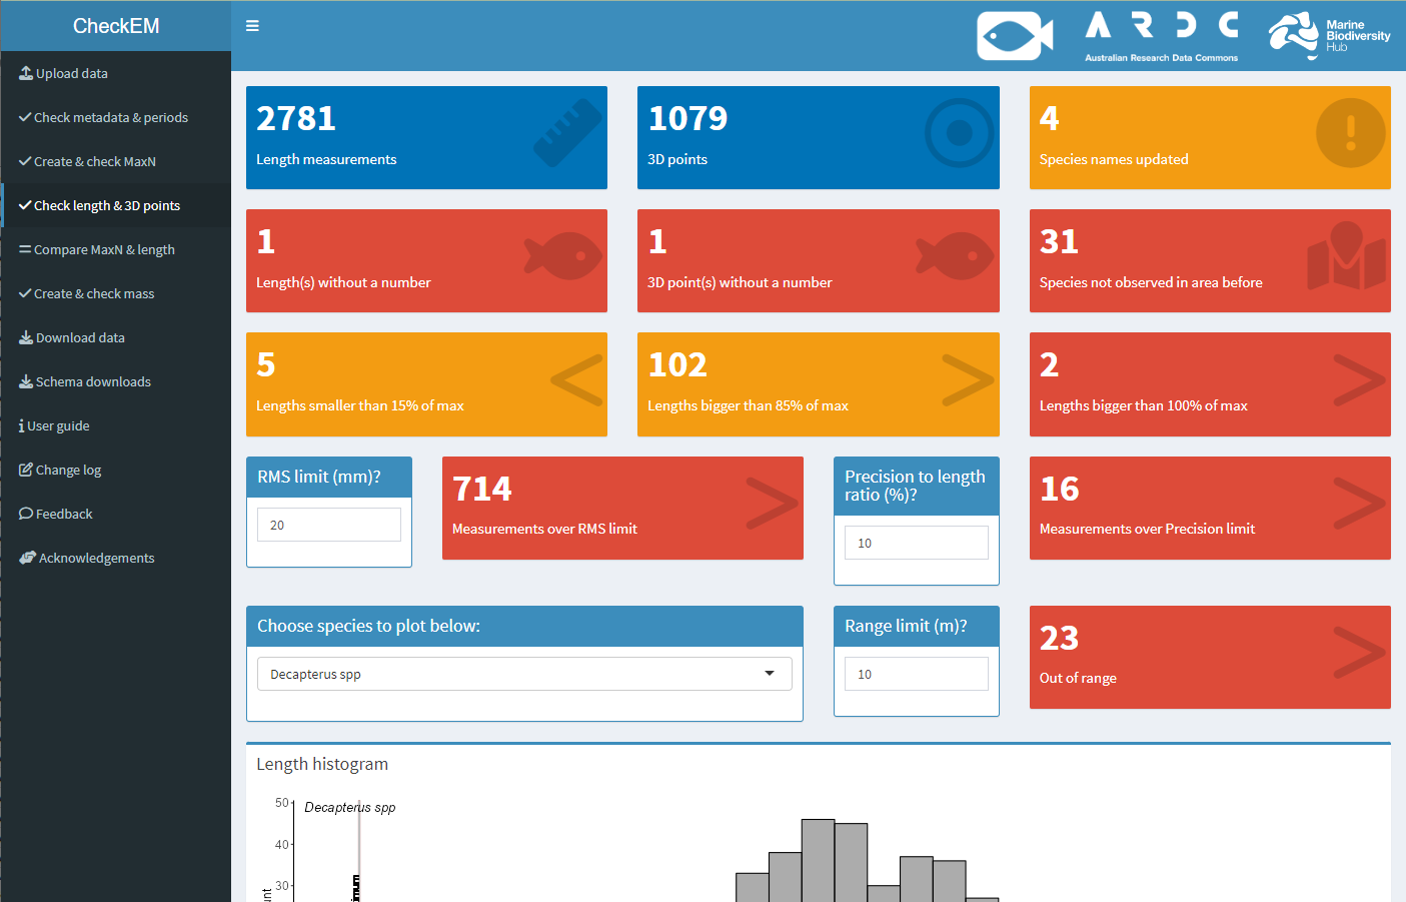 CheckEM
A R D C
Australian Research Data Commons
Marine
Biodiversity
Hub
Upload data
Check metadata & periods
Create & check MaxN
Check length & 3D points
Compare MaxN & length
Create & check mass
Download data
Schema downloads
User guide
Change log
Feedback
Acknowledgements
2781
Length measurements
1079
3D points
4
Species names updated
1
Length(s) without a number
1
3D point(s) without a number
31
Species not observed in area before
5
Lengths smaller than 15% of max
102
Lengths bigger than 85% of max
2
Lengths bigger than 100% of max
RMS limit (mm)?
20
714
Measurements over RMS limit
Precision to length
ratio (%)?
10
16
Measurements over Precision limit
Choose species to plot below:
Decapterus spp
Range limit (m)?
10
23
Out of range
Length histogram
Decapterus spp
50
40
30